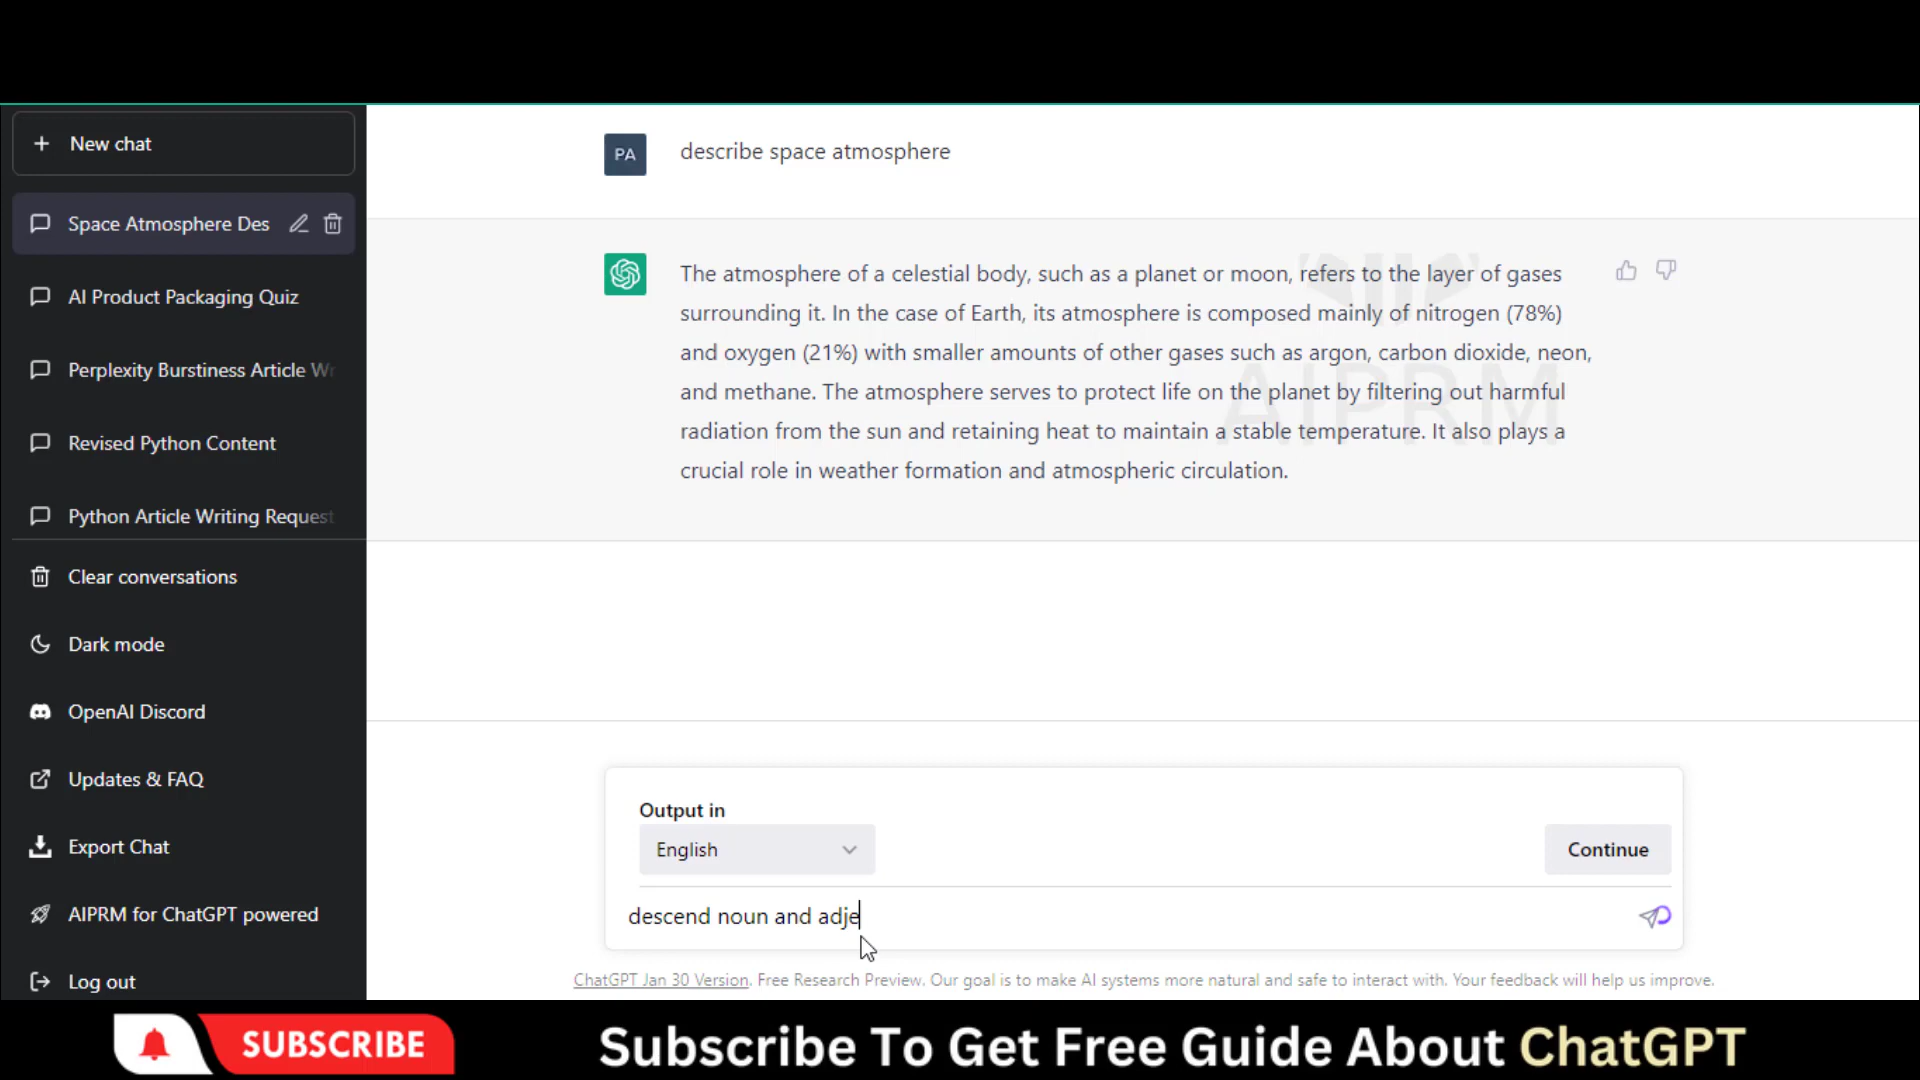 New chat
Space Atmosphere Des
AI Product Packaging Quiz
Perplexity Burstiness Article Wr
Revised Python Content
Python Article Writing Request
Clear conversations
Dark mode
OpenAI Discord
Updates & FAQ
Export Chat
AIPRM for ChatGPT powered
Log out
PA
describe space atmosphere
The atmosphere of a celestial body, such as a planet or moon, refers to the layer of gases
surrounding it. In the case of Earth, its atmosphere is composed mainly of nitrogen (78%)
and oxygen (21%) with smaller amounts of other gases such as argon, carbon dioxide, neon,
and methane. The atmosphere serves to protect life on the planet by filtering out harmful
radiation from the sun and retaining heat to maintain a stable temperature. It also plays a
crucial role in weather formation and atmospheric circulation.
AIPRM
Output in
English
Continue
descend noun and adje
ChatGPT Jan 30 Version. Free Research Preview. Our goal is to make AI systems more natural and safe to interact with. Your feedback will help us improve.
SUBSCRIBE
Subscribe To Get Free Guide About ChatGPT